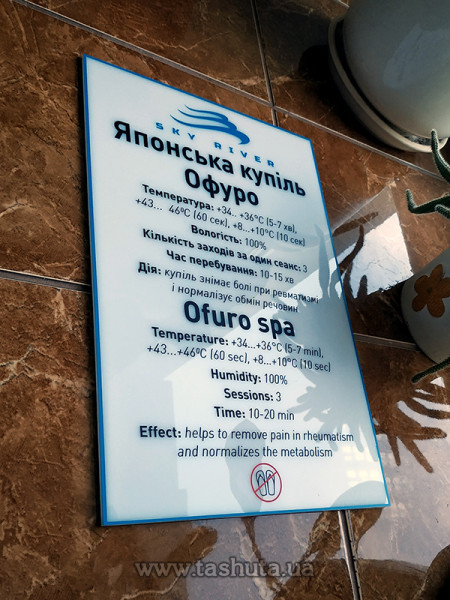 SKY RIVER
Японська купіль
Офуро
Температура: +34.. +36°C (5-7 хв),
+43... 46°C (60 сек), +8...+10°C (10 сек)
Вологість: 100%
Кількість заходів за один сеанс: 3
Час перебування: 10-15 хв
Дія: купіль знімає болі при ревматизмі
і нормалізує обмін речовин
Ofuro spa
Temperature: +34...+36°C (5-7 min),
+43...+46°C (60 sec), +8...+10°C (10 sec)
Humidity: 100%
Sessions: 3
Time: 10-20 min
Effect: helps to remove pain in rheumatism
and normalizes the metabolism
www.tashuta.ua